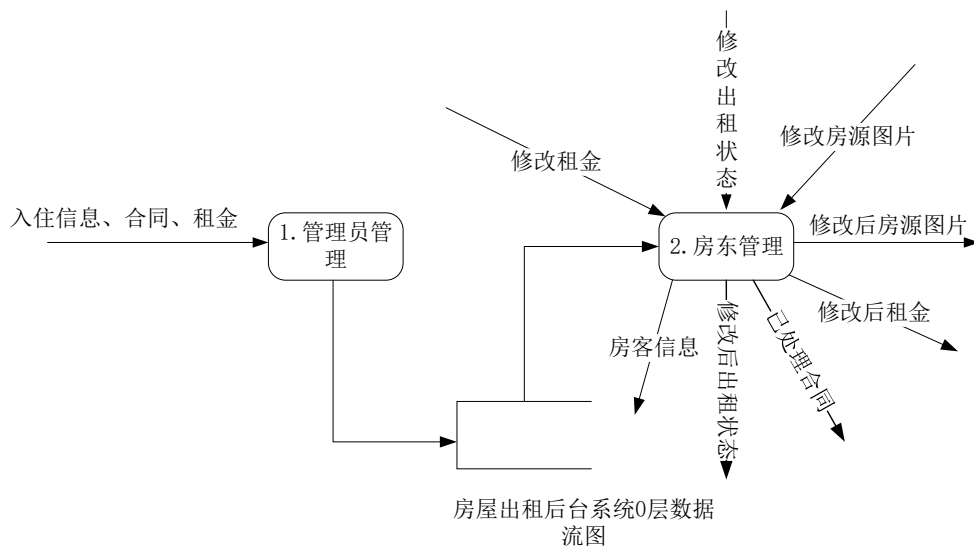 修改出租状态
修改房源图片
修改租金
入住信息、合同、租金
1.管理员管
理
2.房东管理
修改后房源图片
修改后租金
房客信息
修改后出租状态
已处理合同
房屋出租后台系统0层数据
流图